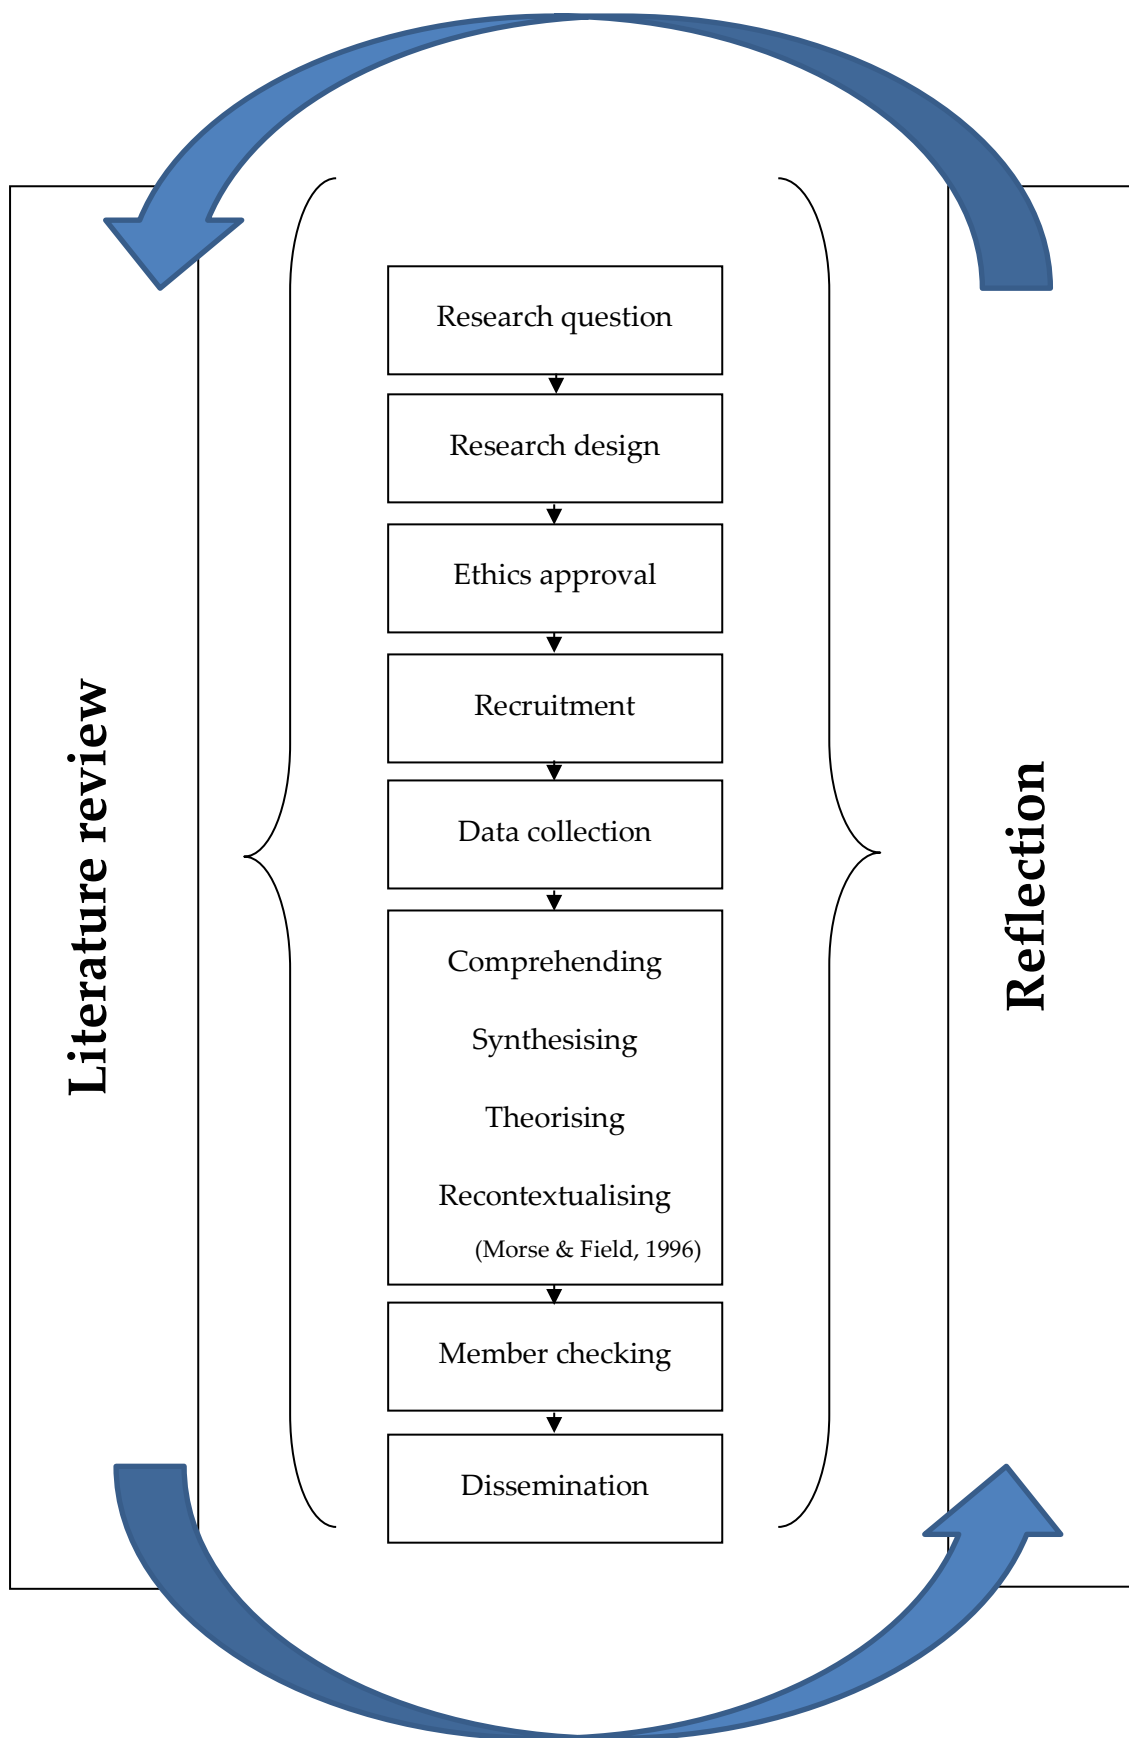 Literature review
Research question
Research design
Ethics approval
Recruitment
Data collection
Comprehending
Synthesising
Theorising
Recontextualising
(Morse & Field, 1996)
Member checking
Dissemination
Reflection